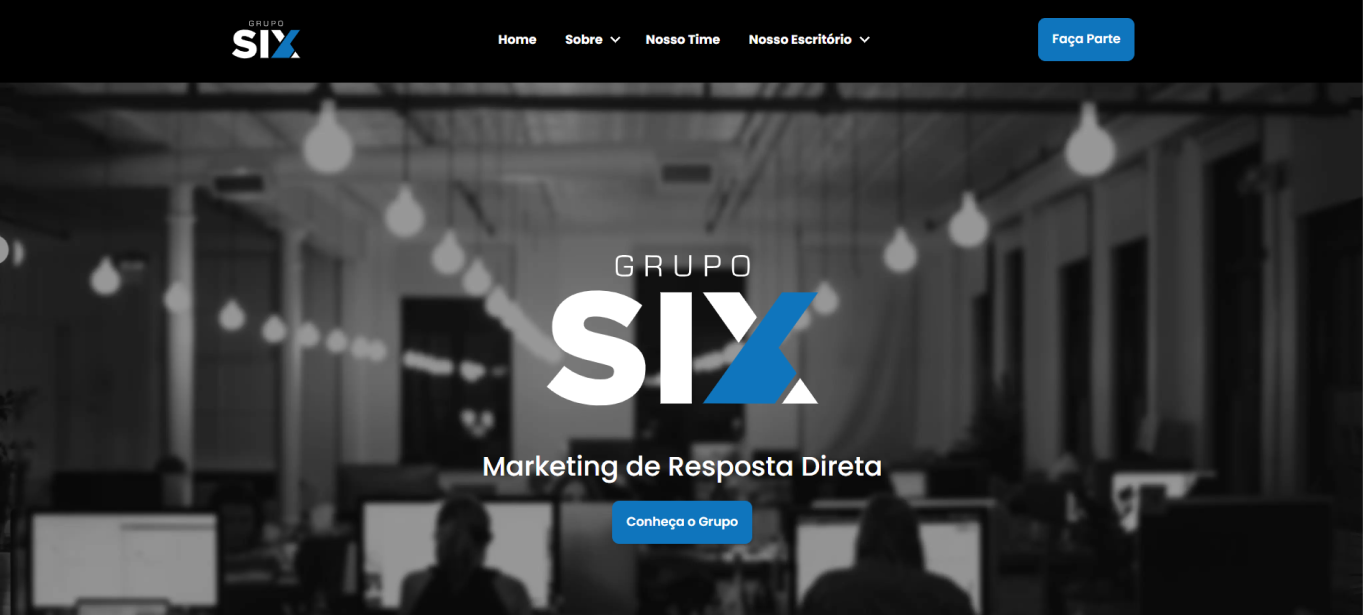 GRUPO
SIX
Home Sobre Nosso Time Nosso Escritório Faça Parte
GRUPO
SIX
Marketing de Resposta Direta
Conheça o Grupo